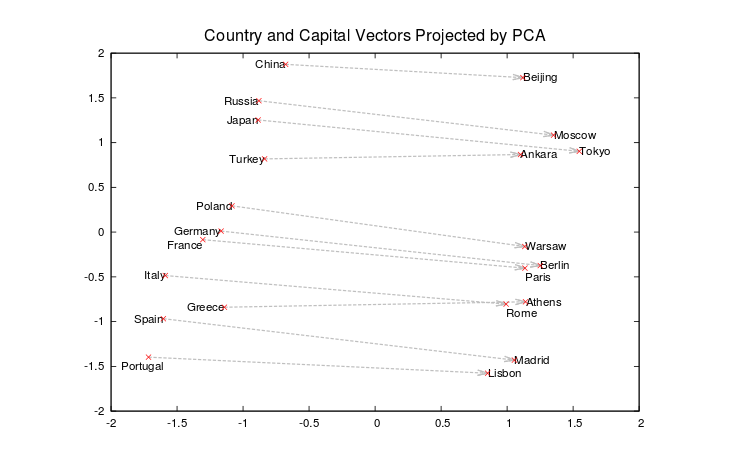 Country and Capital Vectors Projected by PCA
2
China
Beijing
1.5
Russia
Japan
Moscow
1
Tokyo
Turkey
Ankara
0.5
Poland
0
Germany
France
Warsaw
Berlin
-0.5
Italy
Paris
Greece
Athens
Rome
-1
Spain
Madrid
-1.5
Portugal
Lisbon
-2
-2 -1.5 -1 -0.5 0 0.5 1 1.5 2